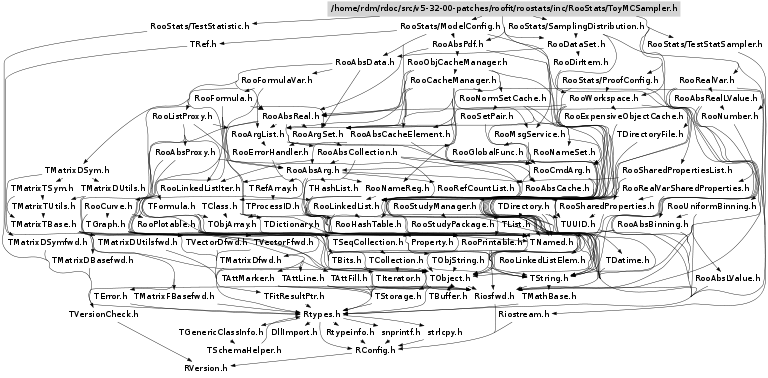 /home/rdm/rdoc/src/v5-32-00-patches/roofit/roostats/inc/RooStats/ToyMCSampler.h
RooStats/TestStatistic.h RooStats/ModelConfig.h RooStats/SamplingDistribution.h
TRef.h RooAbsPdf.h RooDataSet.h RooStats/TestStatSampler.h
RooAbsData.h RooObjCacheManager.h RooDirItem.h
RooFormulaVar.h RooCacheManager.h RooStats/ProofConfig.h RooRealVar.h
RooFormula.h RooNormSetCache.h RooWorkspace.h RooAbsRealLValue.h
RooListProxy.h RooAbsReal.h RooSetPair.h RooExpensiveObjectCache.h RooNumber.h
RooArgList.h RooArgSet.h RooAbsCacheElement.h RooMsgService.h TDirectoryFile.h
RooAbsProxy.h RooErrorHandler.h RooAbsCollection.h RooGlobalFunc.h RooNameSet.h
TMatrixDSym.h RooAbsArg.h RooCmdArg.h RooSharedPropertiesList.h
TMatrixTSym.h TMatrixDUtils.h RooLinkedListIter.h TRefArray.h THashList.h RooNameReg.h RooRefCountList.h RooAbsCache.h RooRealVarSharedProperties.h
TMatrixTUtils.h RooCurve.h TFormula.h TClass.h TProcessID.h RooLinkedList.h RooStudyManager.h TDirectory.h RooSharedProperties.h RooUniformBinning.h
TMatrixTBase.h TGraph.h RooPlotable.h TObjArray.h TDictionary.h RooHashTable.h RooStudyPackage.h TList.h TUUID.h RooAbsBinning.h
TMatrixDSymfwd.h TMatrixDUtilsfwd.h TVectorDfwd.h TVectorFfwd.h TSeqCollection.h Property.h RooPrintable.h TNamed.h
TMatrixDBasefwd.h TMatrixDfwd.h TBits.h TCollection.h TObjString.h RooLinkedListElem.h TDatime.h
TAttMarker.h TAttLine.h TAttFill.h TIterator.h TObject.h TString.h RooAbsLValue.h
TError.h TMatrixFBasefwd.h TFitResultPtr.h TStorage.h TBuffer.h Riosfwd.h TMathBase.h
TVersionCheck.h Rtypes.h Riostream.h
TGenericClassInfo.h DllImport.h Rtypeinfo.h snprintf.h strlcpy.h
TSchemaHelper.h RConfig.h
RVersion.h